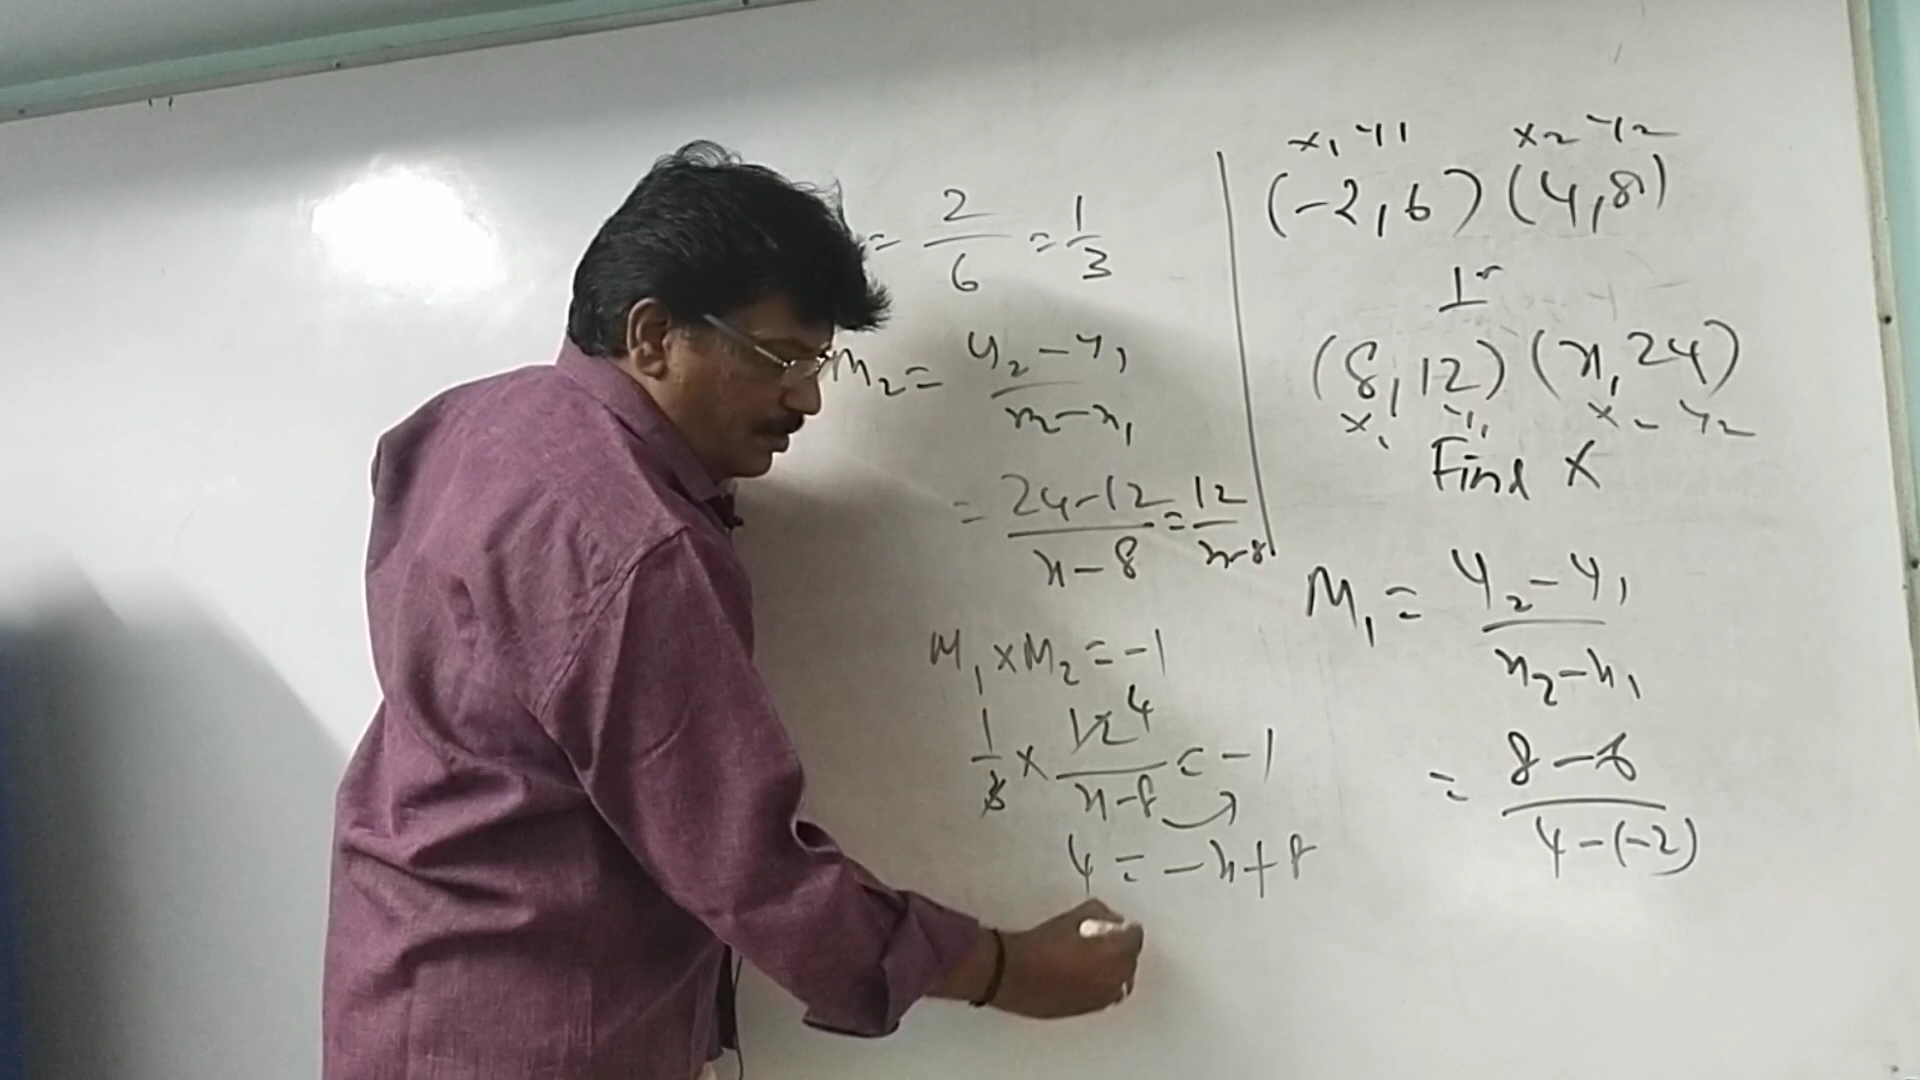 x₁ y₁ x₂ y₂
(-2, 6) (4, 8)
⊥r
(8, 12) (x, 24)
x₁ y₁ x₂ y₂
Find x
M₁ = y₂ - y₁ / x₂ - x₁
= 8 - 6 / 4 - (-2)
= 2/6 = 1/3
M₂ = y₂ - y₁ / x₂ - x₁
= 24 - 12 / x - 8 = 12 / x - 8
M₁ × M₂ = -1
1/3 × 12 4 / x - 8 = -1
4 = -x + 8